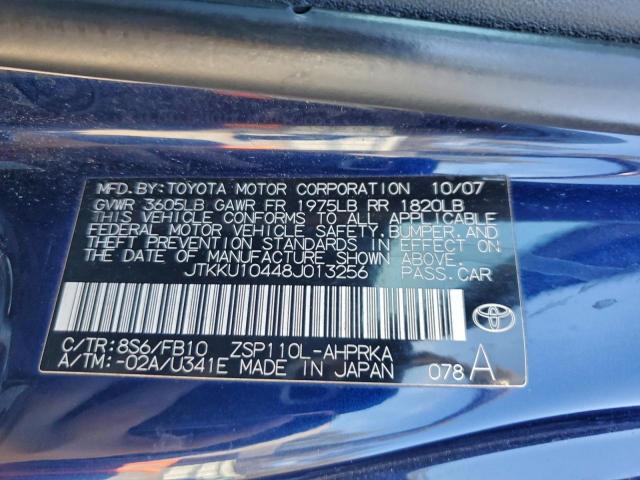 MFD.BY:TOYOTA MOTOR CORPORATION 10/07
GVWR 3605LB GAWR FR 1975LB RR 1820LB
THIS VEHICLE CONFORMS TO ALL APPLICABLE
FEDERAL MOTOR VEHICLE SAFETY, BUMPER, AND
THEFT PREVENTION STANDARDS IN EFFECT ON
THE DATE OF MANUFACTURE SHOWN ABOVE.
JTKKU10448J013256 PASS.CAR
C/TR:8S6/FB10 ZSP110L-AHPRKA
A/TM:-02A/U341E MADE IN JAPAN 078 A